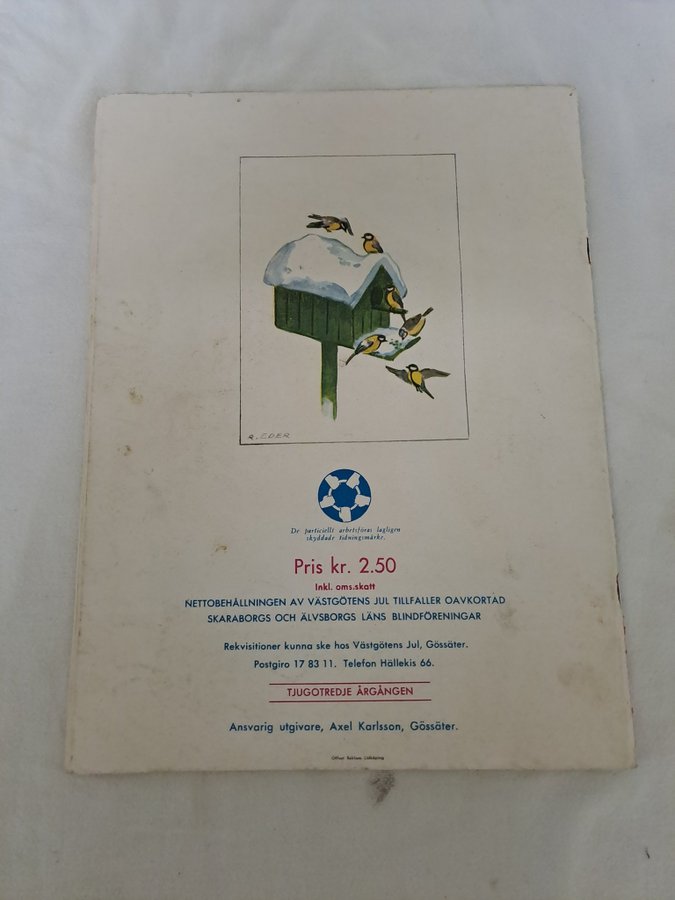 R. EDER
De partiellt arbetsföras lagligen
skyddade tidningsmärke.
Pris kr. 2.50
Inkl. oms.skatt
NETTOBEHÅLLNINGEN AV VÄSTGÖTENS JUL TILLFALLER OAVKORTAD
SKARABORGS OCH ÄLVSBORGS LÄNS BLINDFÖRENINGAR
Rekvisitioner kunna ske hos Västgötens Jul, Gössäter.
Postgiro 17 83 11. Telefon Hällekis 66.
TJUGOTREDJE ÅRGÅNGEN
Ansvarig utgivare, Axel Karlsson, Gössäter.
Offset Lidköping